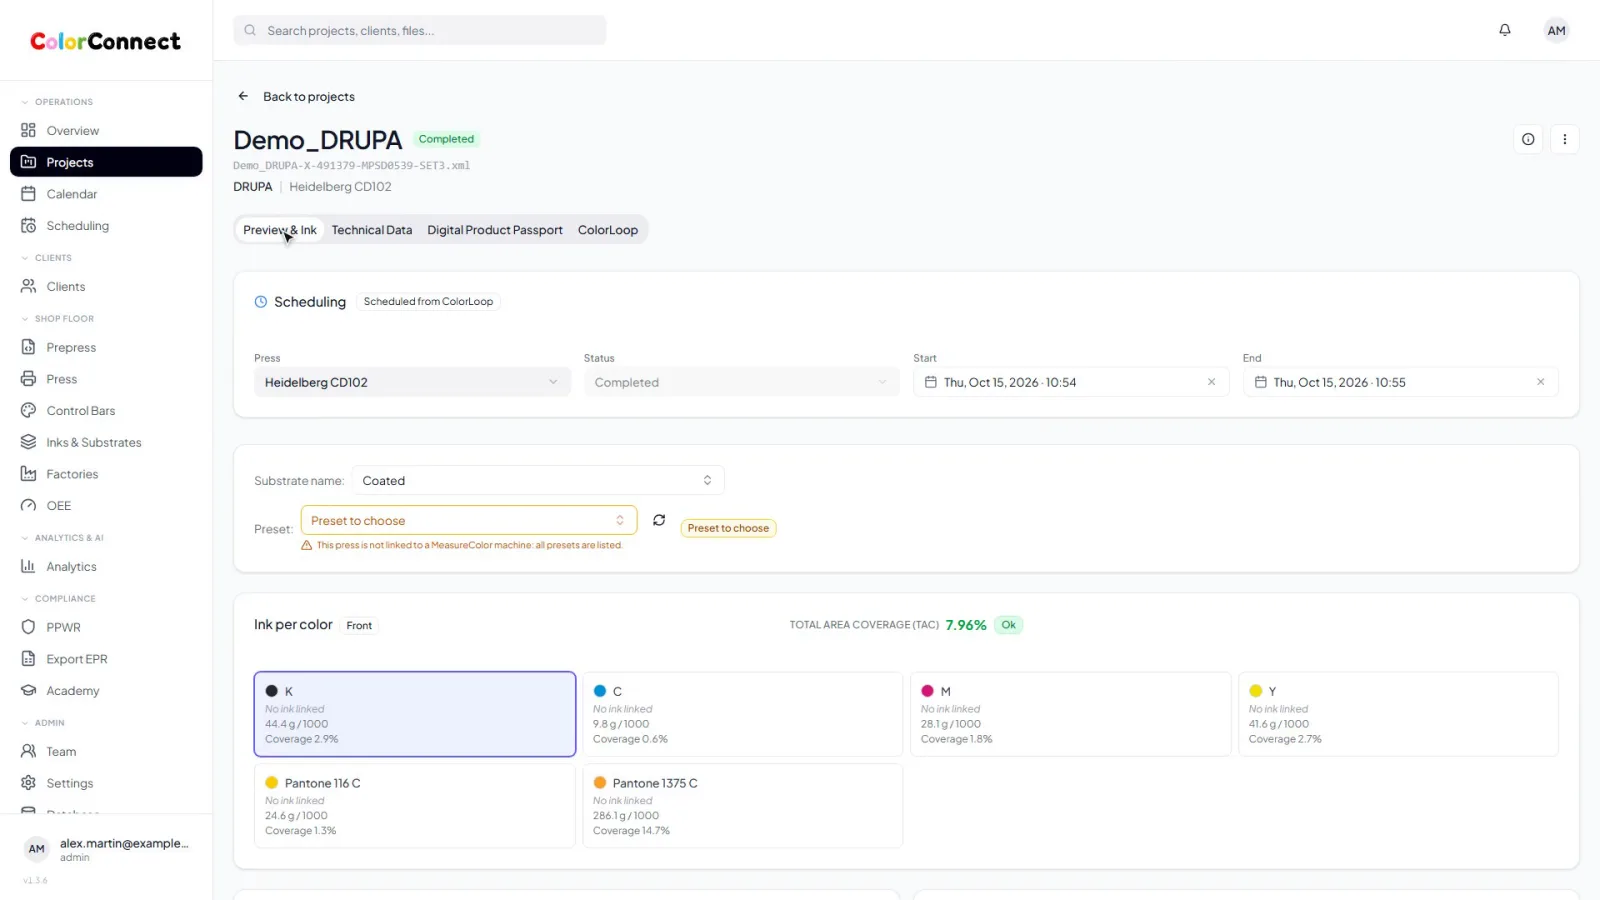 ColorConnect
Search projects, clients, files...
AM
OPERATIONS
Overview
Projects
Calendar
Scheduling
CLIENTS
Clients
SHOP FLOOR
Prepress
Press
Control Bars
Inks & Substrates
Factories
OEE
ANALYTICS & AI
Analytics
COMPLIANCE
PPWR
Export EPR
Academy
ADMIN
Team
Settings
AM
alex.martin@example...
admin
v1.3.6
Back to projects
Demo_DRUPA Completed
Demo_DRUPA-X-491379-MPSD0539-SET3.xml
DRUPA | Heidelberg CD102
Preview & Ink Technical Data Digital Product Passport ColorLoop
Scheduling Scheduled from ColorLoop
Press Status Start End
Heidelberg CD102 Completed Thu, Oct 15, 2026 · 10:54 Thu, Oct 15, 2026 · 10:55
Substrate name: Coated
Preset: Preset to choose Preset to choose
This press is not linked to a MeasureColor machine: all presets are listed.
Ink per color Front TOTAL AREA COVERAGE (TAC) 7.96% Ok
K
No ink linked
44.4 g / 1000
Coverage 2.9%
C
No ink linked
9.8 g / 1000
Coverage 0.6%
M
No ink linked
28.1 g / 1000
Coverage 1.8%
Y
No ink linked
41.6 g / 1000
Coverage 2.7%
Pantone 116 C
No ink linked
24.6 g / 1000
Coverage 1.3%
Pantone 1375 C
No ink linked
286.1 g / 1000
Coverage 14.7%